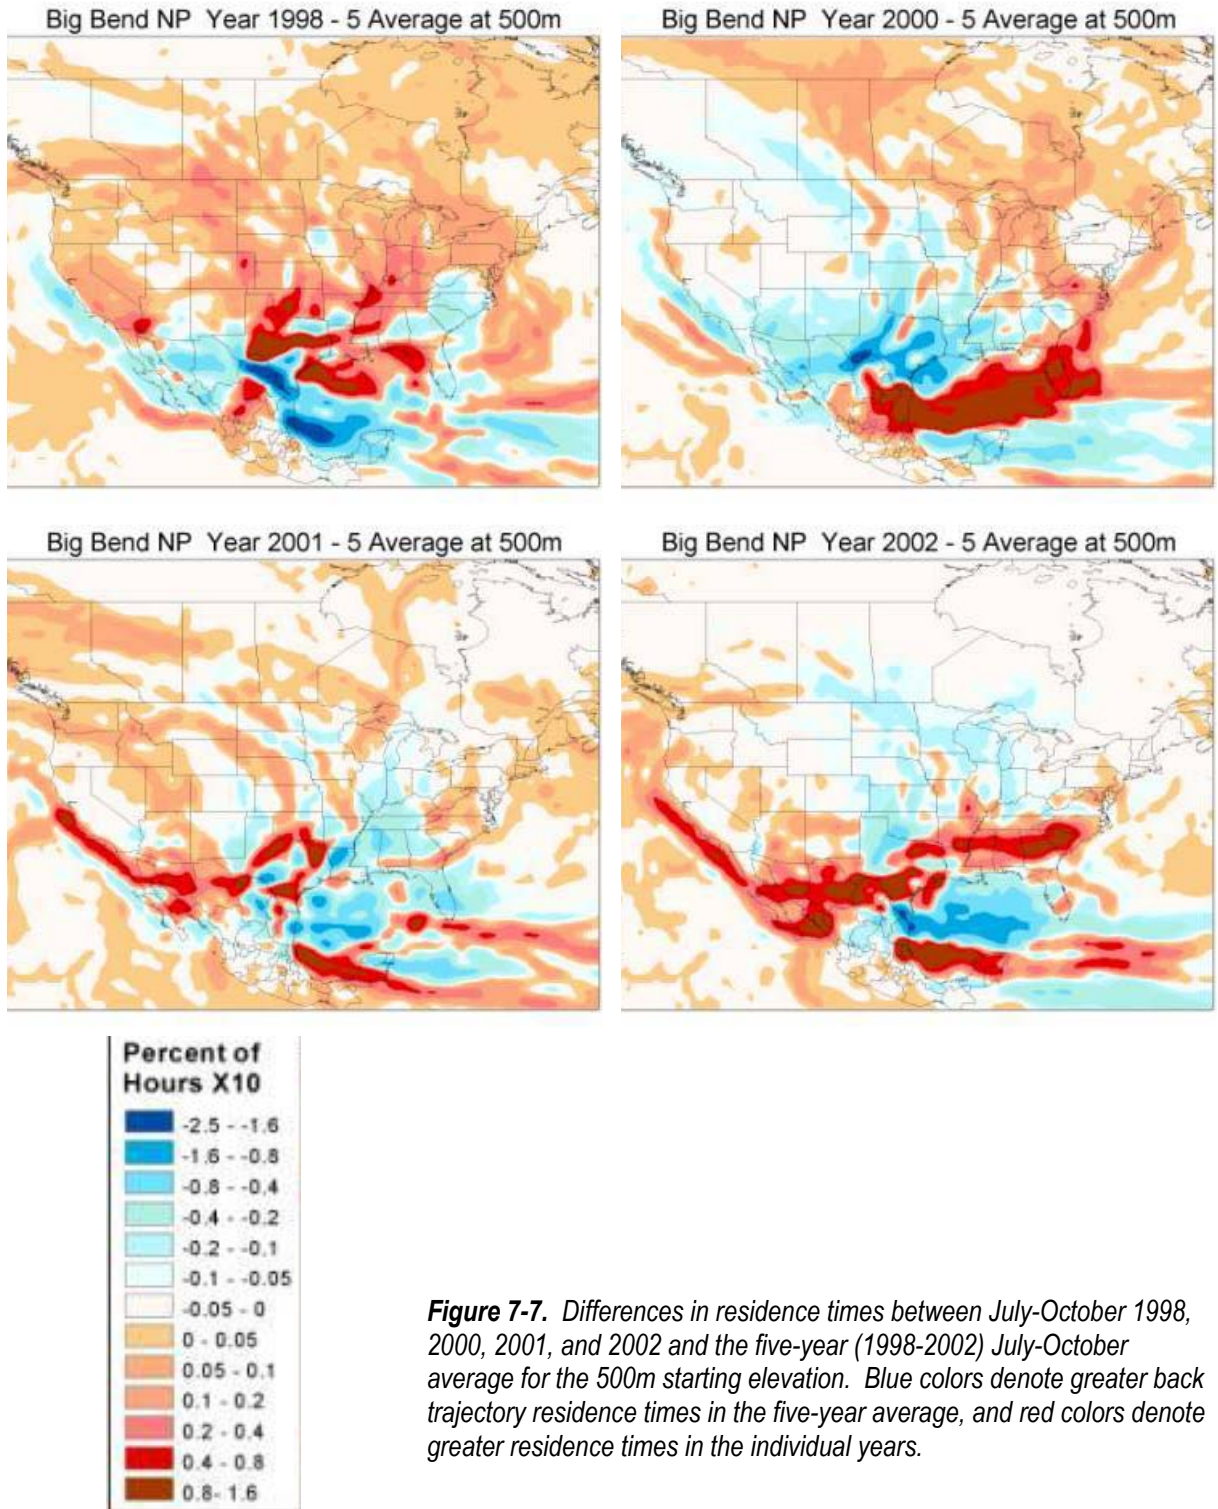 Big Bend NP Year 1998 - 5 Average at 500m
Big Bend NP Year 2000 - 5 Average at 500m
Big Bend NP Year 2001 - 5 Average at 500m
Big Bend NP Year 2002 - 5 Average at 500m
Percent of
Hours X10
-2.5 - -1.6
-1.6 - -0.8
-0.8 - -0.4
-0.4 - -0.2
-0.2 - -0.1
-0.1 - -0.05
-0.05 - 0
0 - 0.05
0.05 - 0.1
0.1 - 0.2
0.2 - 0.4
0.4 - 0.8
0.8- 1.6
Figure 7-7. Differences in residence times between July-October 1998,
2000, 2001, and 2002 and the five-year (1998-2002) July-October
average for the 500m starting elevation. Blue colors denote greater back
trajectory residence times in the five-year average, and red colors denote
greater residence times in the individual years.